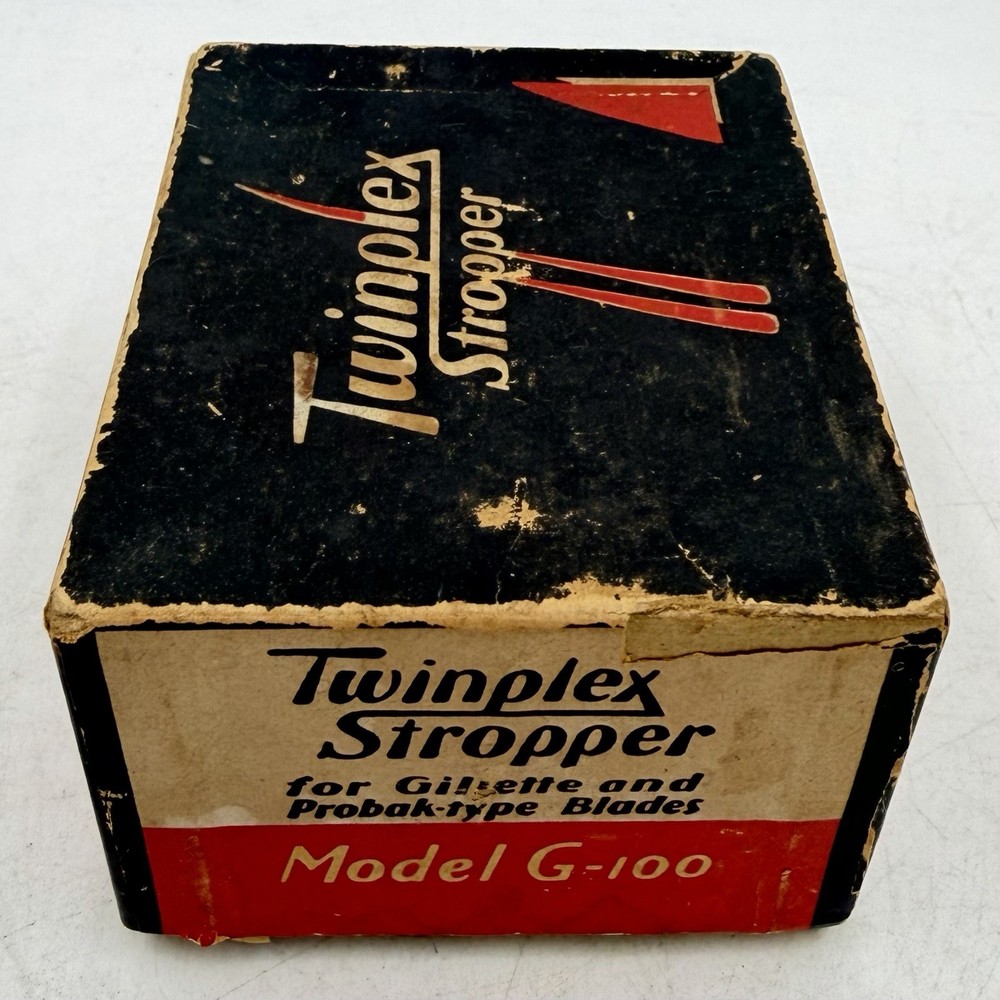 Twinplex
Stropper
Twinplex
Stropper
for Gillette and
Probak-type Blades
Model G-100